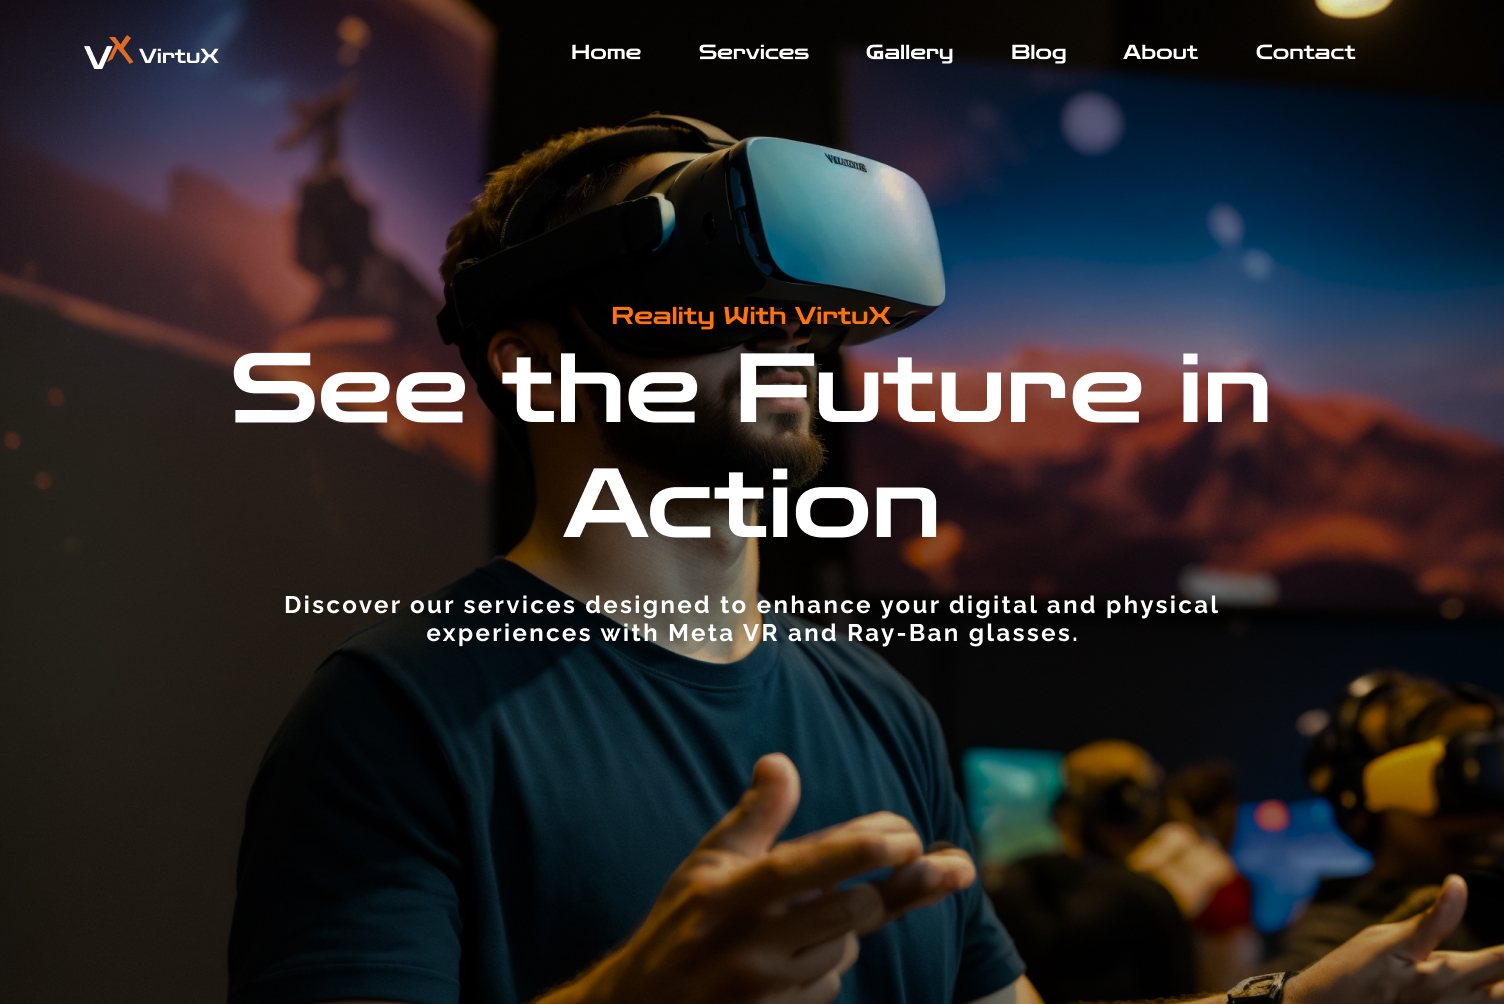 VX VirtuX
Home Services Gallery Blog About Contact
Reality With VirtuX
See the Future in
Action
Discover our services designed to enhance your digital and physical
experiences with Meta VR and Ray-Ban glasses.